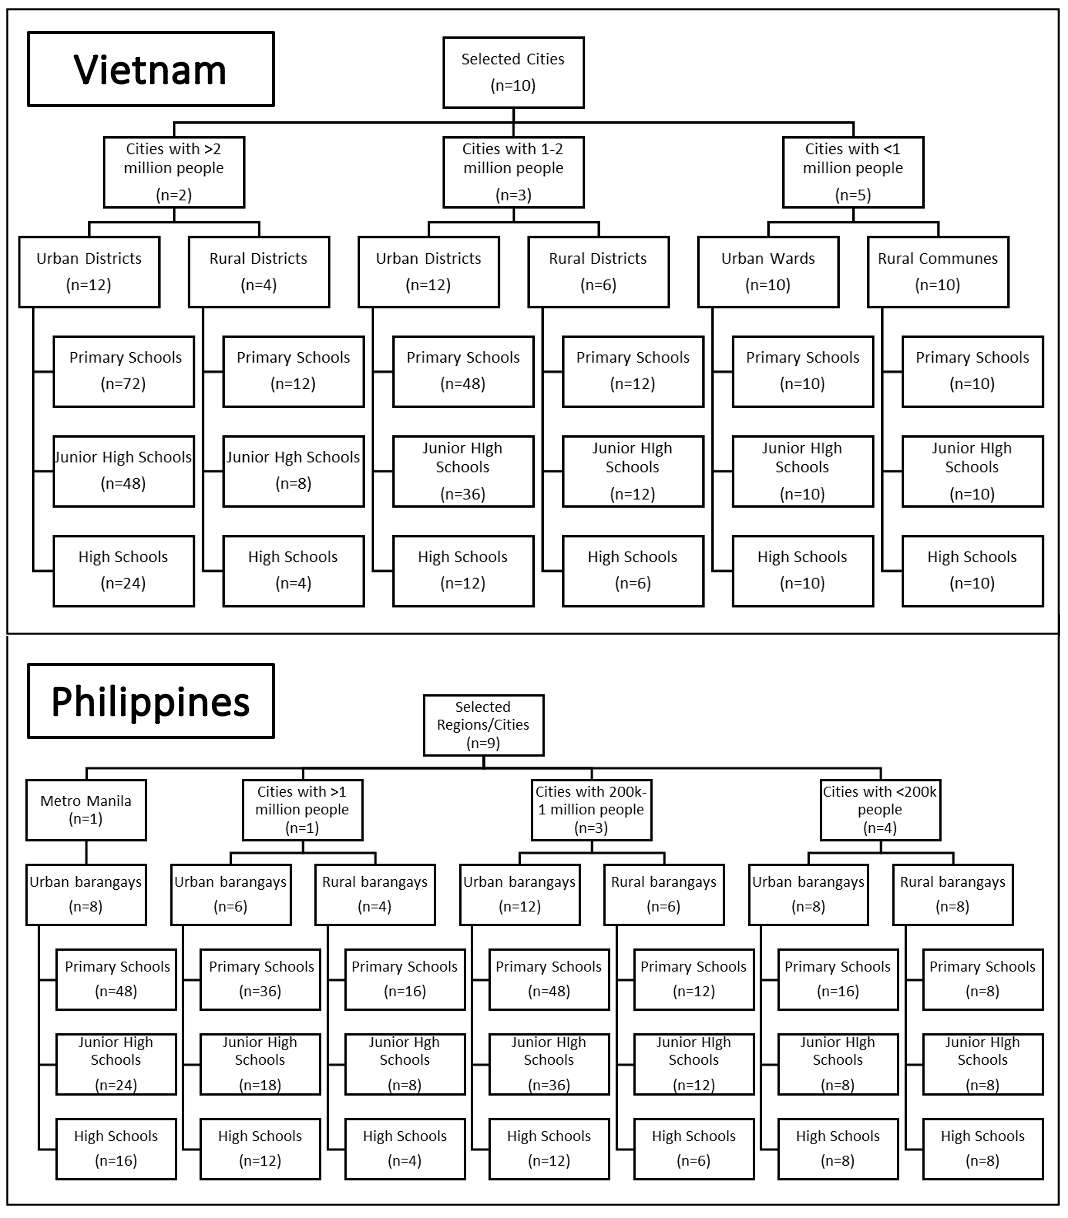 Vietnam
Selected Cities
(n=10)
Cities with >2
million people
(n=2)
Cities with 1-2
million people
(n=3)
Cities with <1
million people
(n=5)
Urban Districts
(n=12)
Rural Districts
(n=4)
Urban Districts
(n=12)
Rural Districts
(n=6)
Urban Wards
(n=10)
Rural Communes
(n=10)
Primary Schools
(n=72)
Primary Schools
(n=12)
Primary Schools
(n=48)
Primary Schools
(n=12)
Primary Schools
(n=10)
Primary Schools
(n=10)
Junior HIgh Schools
(n=48)
Junior Hgh Schools
(n=8)
Junior HIgh
Schools
(n=36)
Junior HIgh
Schools
(n=12)
Junior HIgh
Schools
(n=10)
Junior HIgh
Schools
(n=10)
High Schools
(n=24)
High Schools
(n=4)
High Schools
(n=12)
High Schools
(n=6)
High Schools
(n=10)
High Schools
(n=10)
Philippines
Selected
Regions/Cities
(n=9)
Metro Manila
(n=1)
Cities with >1
million people
(n=1)
Cities with 200k-
1 million people
(n=3)
Cities with <200k
people
(n=4)
Urban barangays
(n=8)
Urban barangays
(n=6)
Rural barangays
(n=4)
Urban barangays
(n=12)
Rural barangays
(n=6)
Urban barangays
(n=8)
Rural barangays
(n=8)
Primary Schools
(n=48)
Primary Schools
(n=36)
Primary Schools
(n=16)
Primary Schools
(n=48)
Primary Schools
(n=12)
Primary Schools
(n=16)
Primary Schools
(n=8)
Junior HIgh
Schools
(n=24)
Junior HIgh
Schools
(n=18)
Junior Hgh
Schools
(n=8)
Junior HIgh
Schools
(n=36)
Junior HIgh
Schools
(n=12)
Junior HIgh
Schools
(n=8)
Junior HIgh
Schools
(n=8)
High Schools
(n=16)
High Schools
(n=12)
High Schools
(n=4)
High Schools
(n=12)
High Schools
(n=6)
High Schools
(n=8)
High Schools
(n=8)